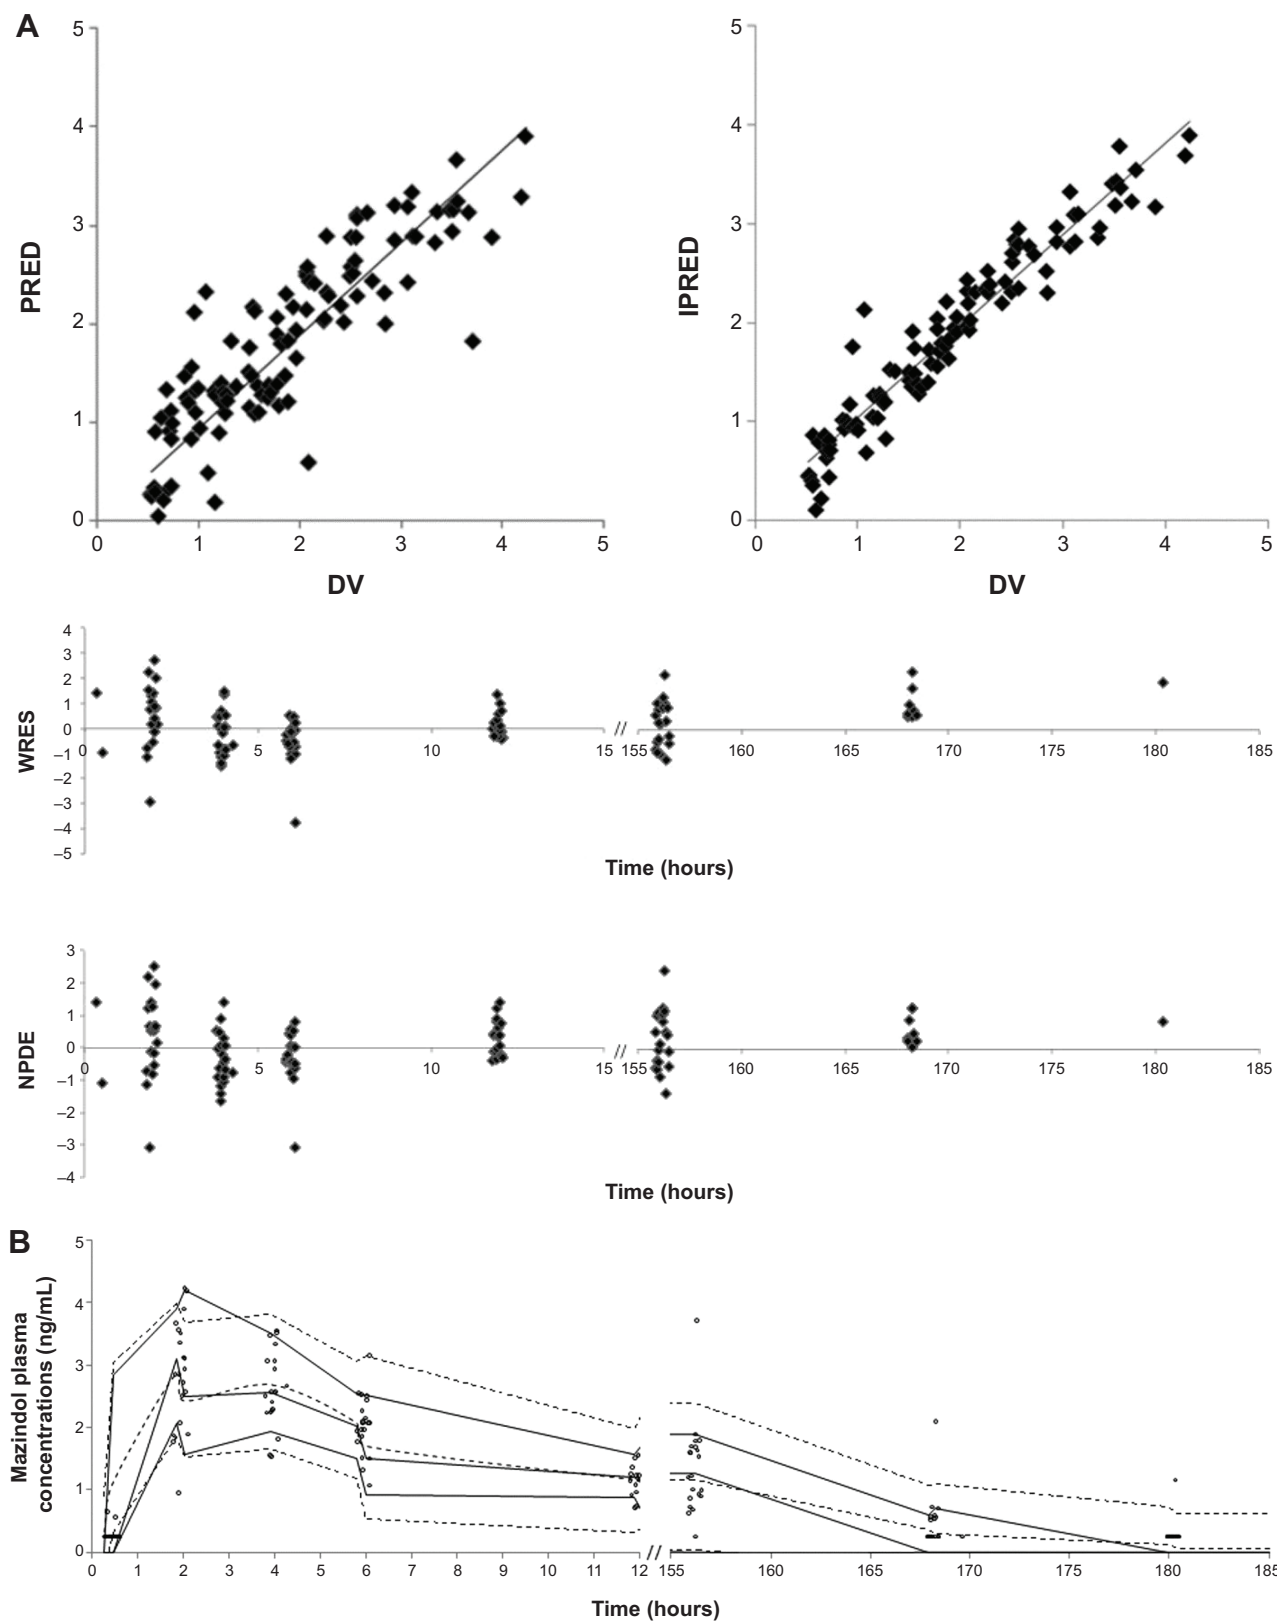 A
5
4
3
2
1
0
0 1 2 3 4 5
PRED
DV
5
4
3
2
1
0
0 1 2 3 4 5
IPRED
DV
4
3
2
1
0
–1
–2
–3
–4
–5
0 5 10 15 // 155 160 165 170 175 180 185
WRES
Time (hours)
3
2
1
0
–1
–2
–3
–4
0 5 10 15 // 155 160 165 170 175 180 185
NPDE
Time (hours)
B
5
4
3
2
1
0
0 1 2 3 4 5 6 7 8 9 10 11 12 // 155 160 165 170 175 180 185
Mazindol plasma
concentrations (ng/mL)
Time (hours)